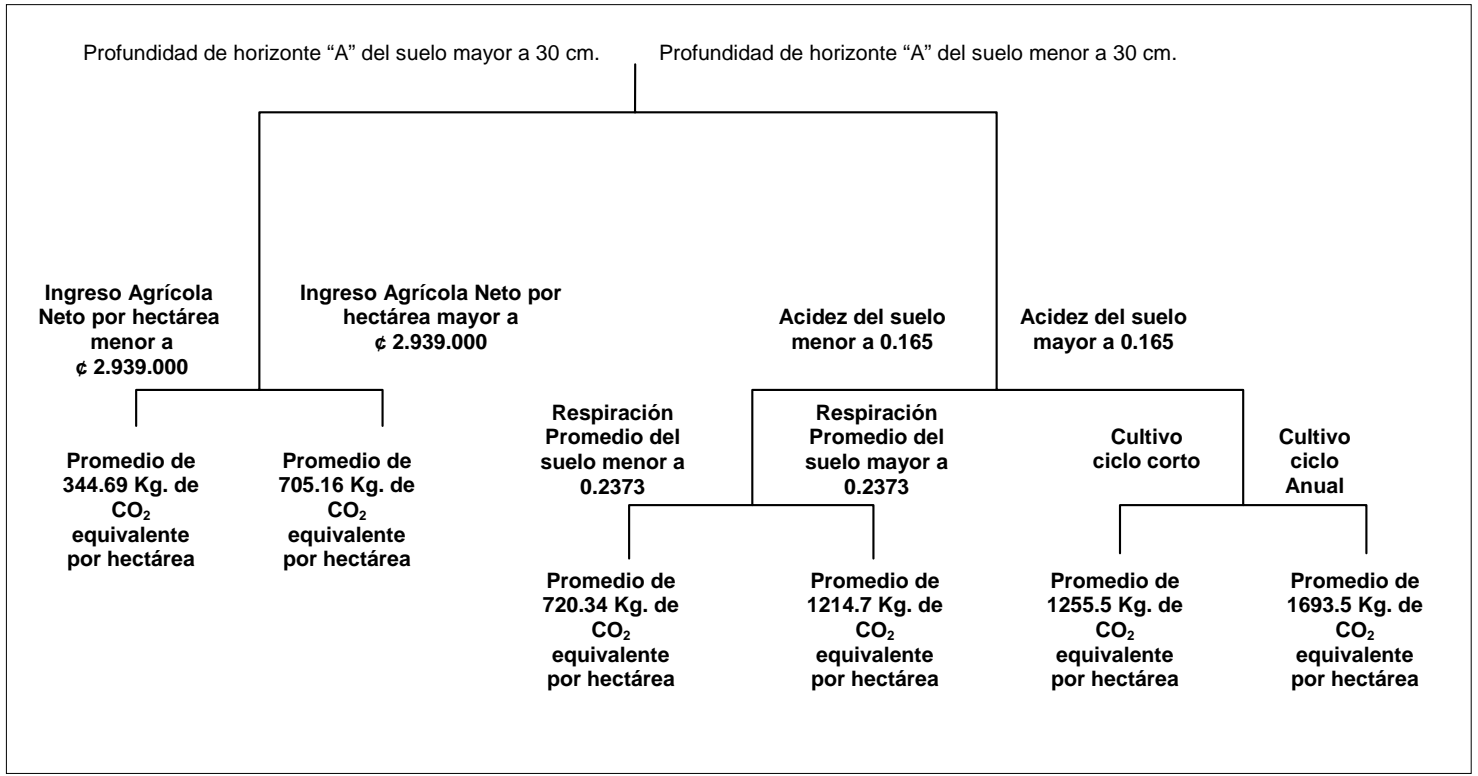 Profundidad de horizonte “A” del suelo mayor a 30 cm.
Profundidad de horizonte “A” del suelo menor a 30 cm.
Ingreso Agrícola
Neto por hectárea
menor a
¢ 2.939.000
Ingreso Agrícola Neto por
hectárea mayor a
¢ 2.939.000
Acidez del suelo
menor a 0.165
Acidez del suelo
mayor a 0.165
Respiración
Promedio del
suelo menor a
0.2373
Respiración
Promedio del
suelo mayor a
0.2373
Cultivo
ciclo corto
Cultivo
ciclo
Anual
Promedio de
344.69 Kg. de
CO₂
equivalente
por hectárea
Promedio de
705.16 Kg. de
CO₂
equivalente
por hectárea
Promedio de
720.34 Kg. de
CO₂
equivalente
por hectárea
Promedio de
1214.7 Kg. de
CO₂
equivalente
por hectárea
Promedio de
1255.5 Kg. de
CO₂
equivalente
por hectárea
Promedio de
1693.5 Kg. de
CO₂
equivalente
por hectárea